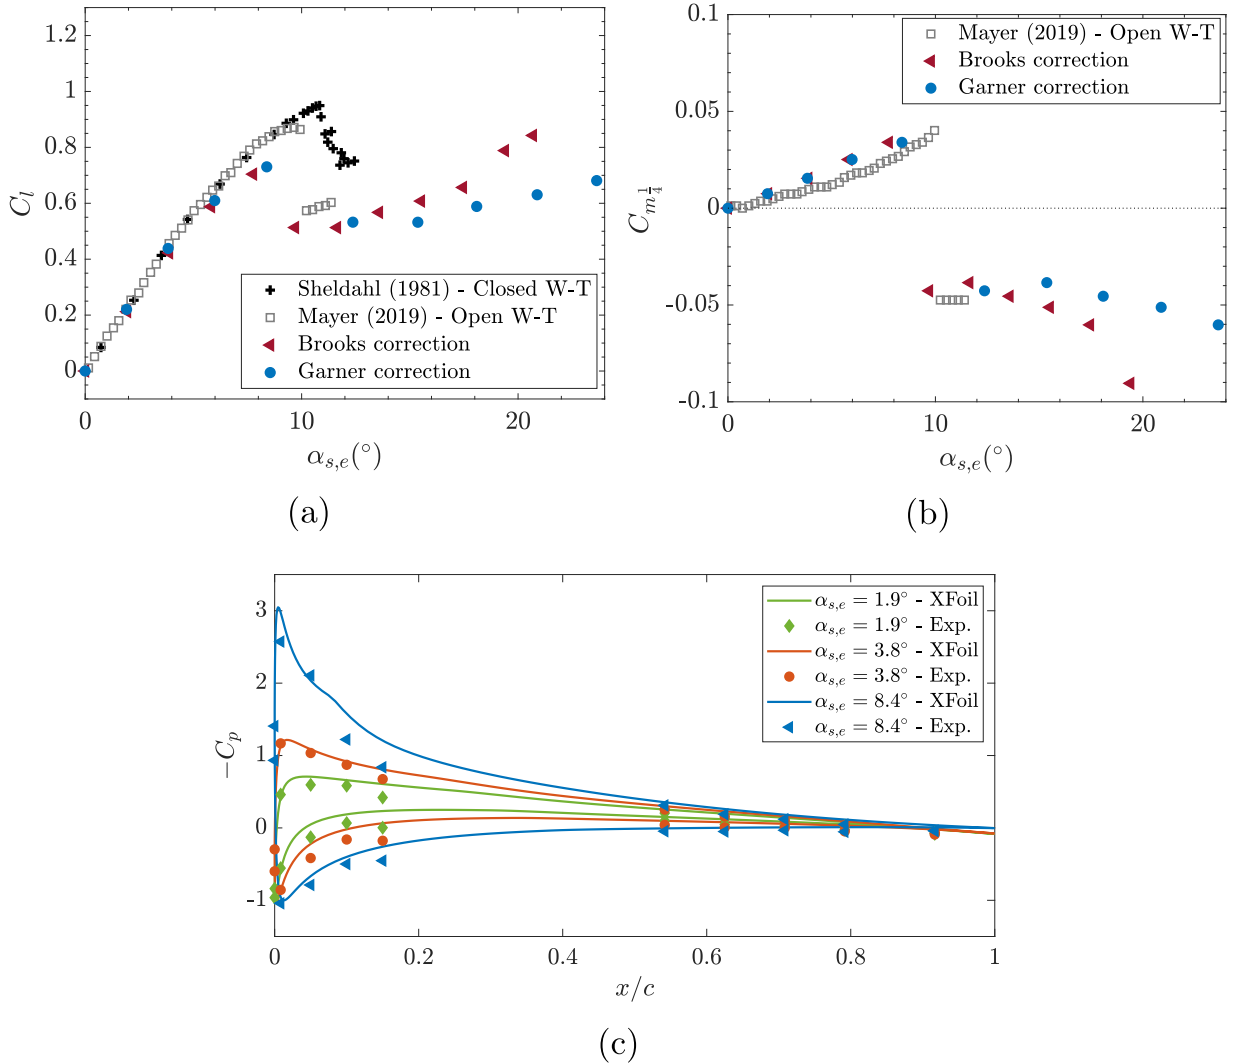 1.2
1
0.8
0.6
0.4
0.2
0
C_l
Sheldahl (1981) - Closed W-T
Mayer (2019) - Open W-T
Brooks correction
Garner correction
0
10
20
α_{s,e}(°)
(a)
0.1
0.05
0
-0.05
-0.1
C_{m_{\frac{1}{4}}}
Mayer (2019) - Open W-T
Brooks correction
Garner correction
0
10
20
α_{s,e}(°)
(b)
3
2
1
0
-1
−C_p
α_{s,e} = 1.9° - XFoil
α_{s,e} = 1.9° - Exp.
α_{s,e} = 3.8° - XFoil
α_{s,e} = 3.8° - Exp.
α_{s,e} = 8.4° - XFoil
α_{s,e} = 8.4° - Exp.
0
0.2
0.4
0.6
0.8
1
x/c
(c)